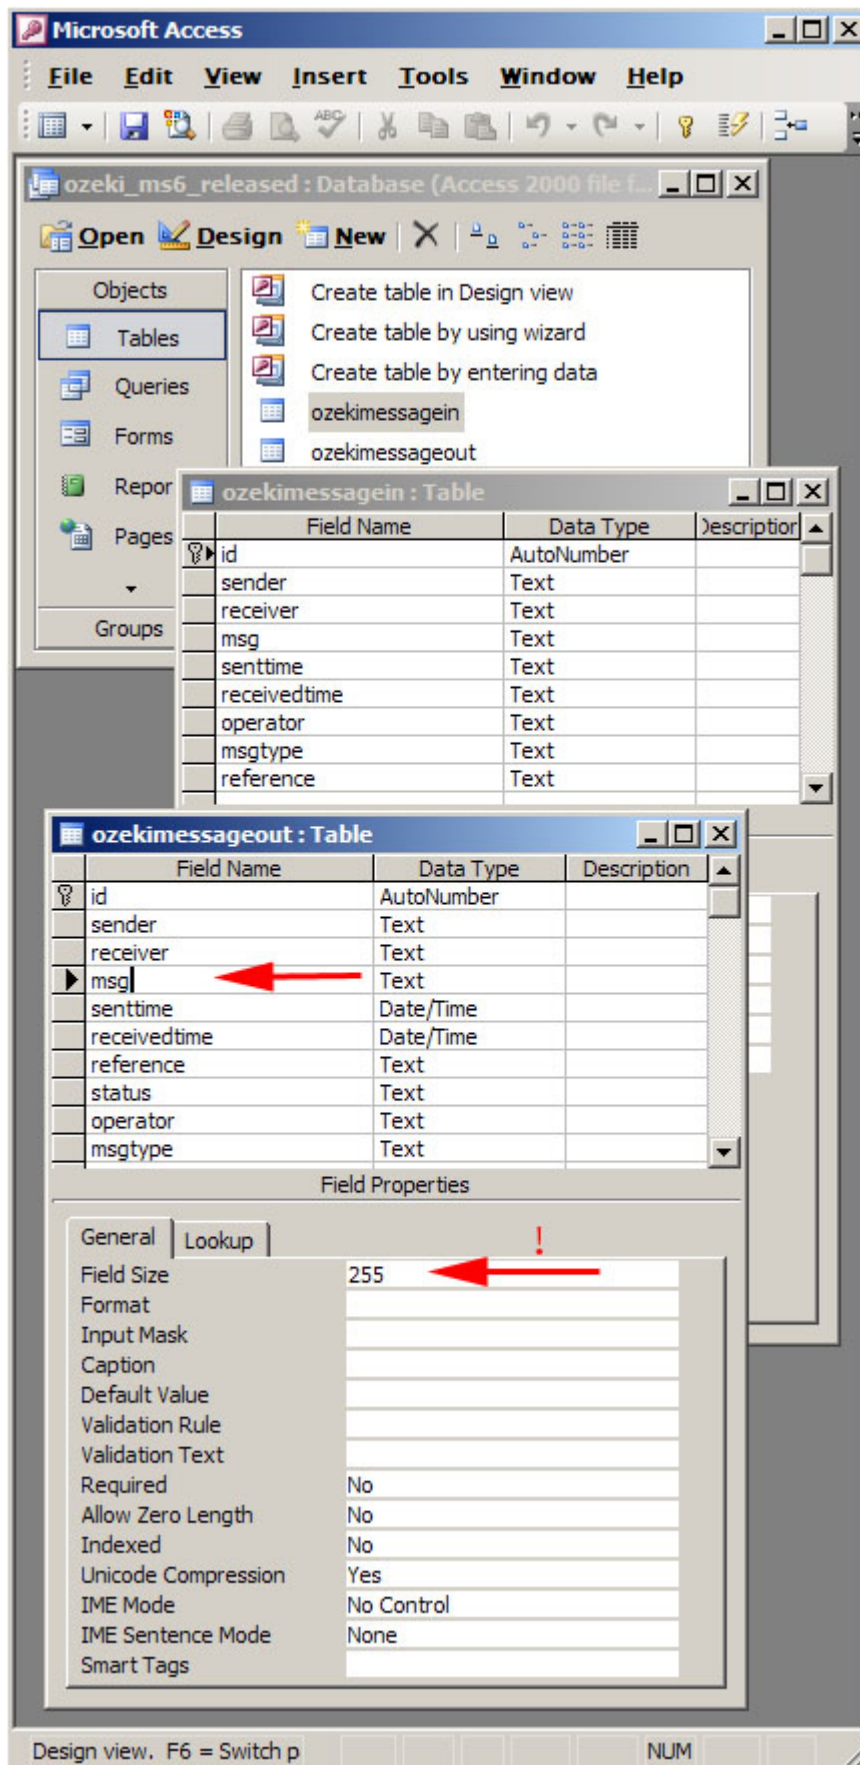 Microsoft Access
File Edit View Insert Tools Window Help
ABC
ozeki_ms6_released : Database (Access 2000 file f...
Open Design New
Objects
Tables
Queries
Forms
Repor
Pages
Groups
Create table in Design view
Create table by using wizard
Create table by entering data
ozekimessagein
ozekimessageout
ozekimessagein : Table
Field Name Data Type Description
id AutoNumber
sender Text
receiver Text
msg Text
senttime Text
receivedtime Text
operator Text
msgtype Text
reference Text
ozekimessageout : Table
Field Name Data Type Description
id AutoNumber
sender Text
receiver Text
msg Text
senttime Date/Time
receivedtime Date/Time
reference Text
status Text
operator Text
msgtype Text
Field Properties
General Lookup
!
Field Size 255
Format
Input Mask
Caption
Default Value
Validation Rule
Validation Text
Required No
Allow Zero Length No
Indexed No
Unicode Compression Yes
IME Mode No Control
IME Sentence Mode None
Smart Tags
Design view. F6 = Switch p NUM